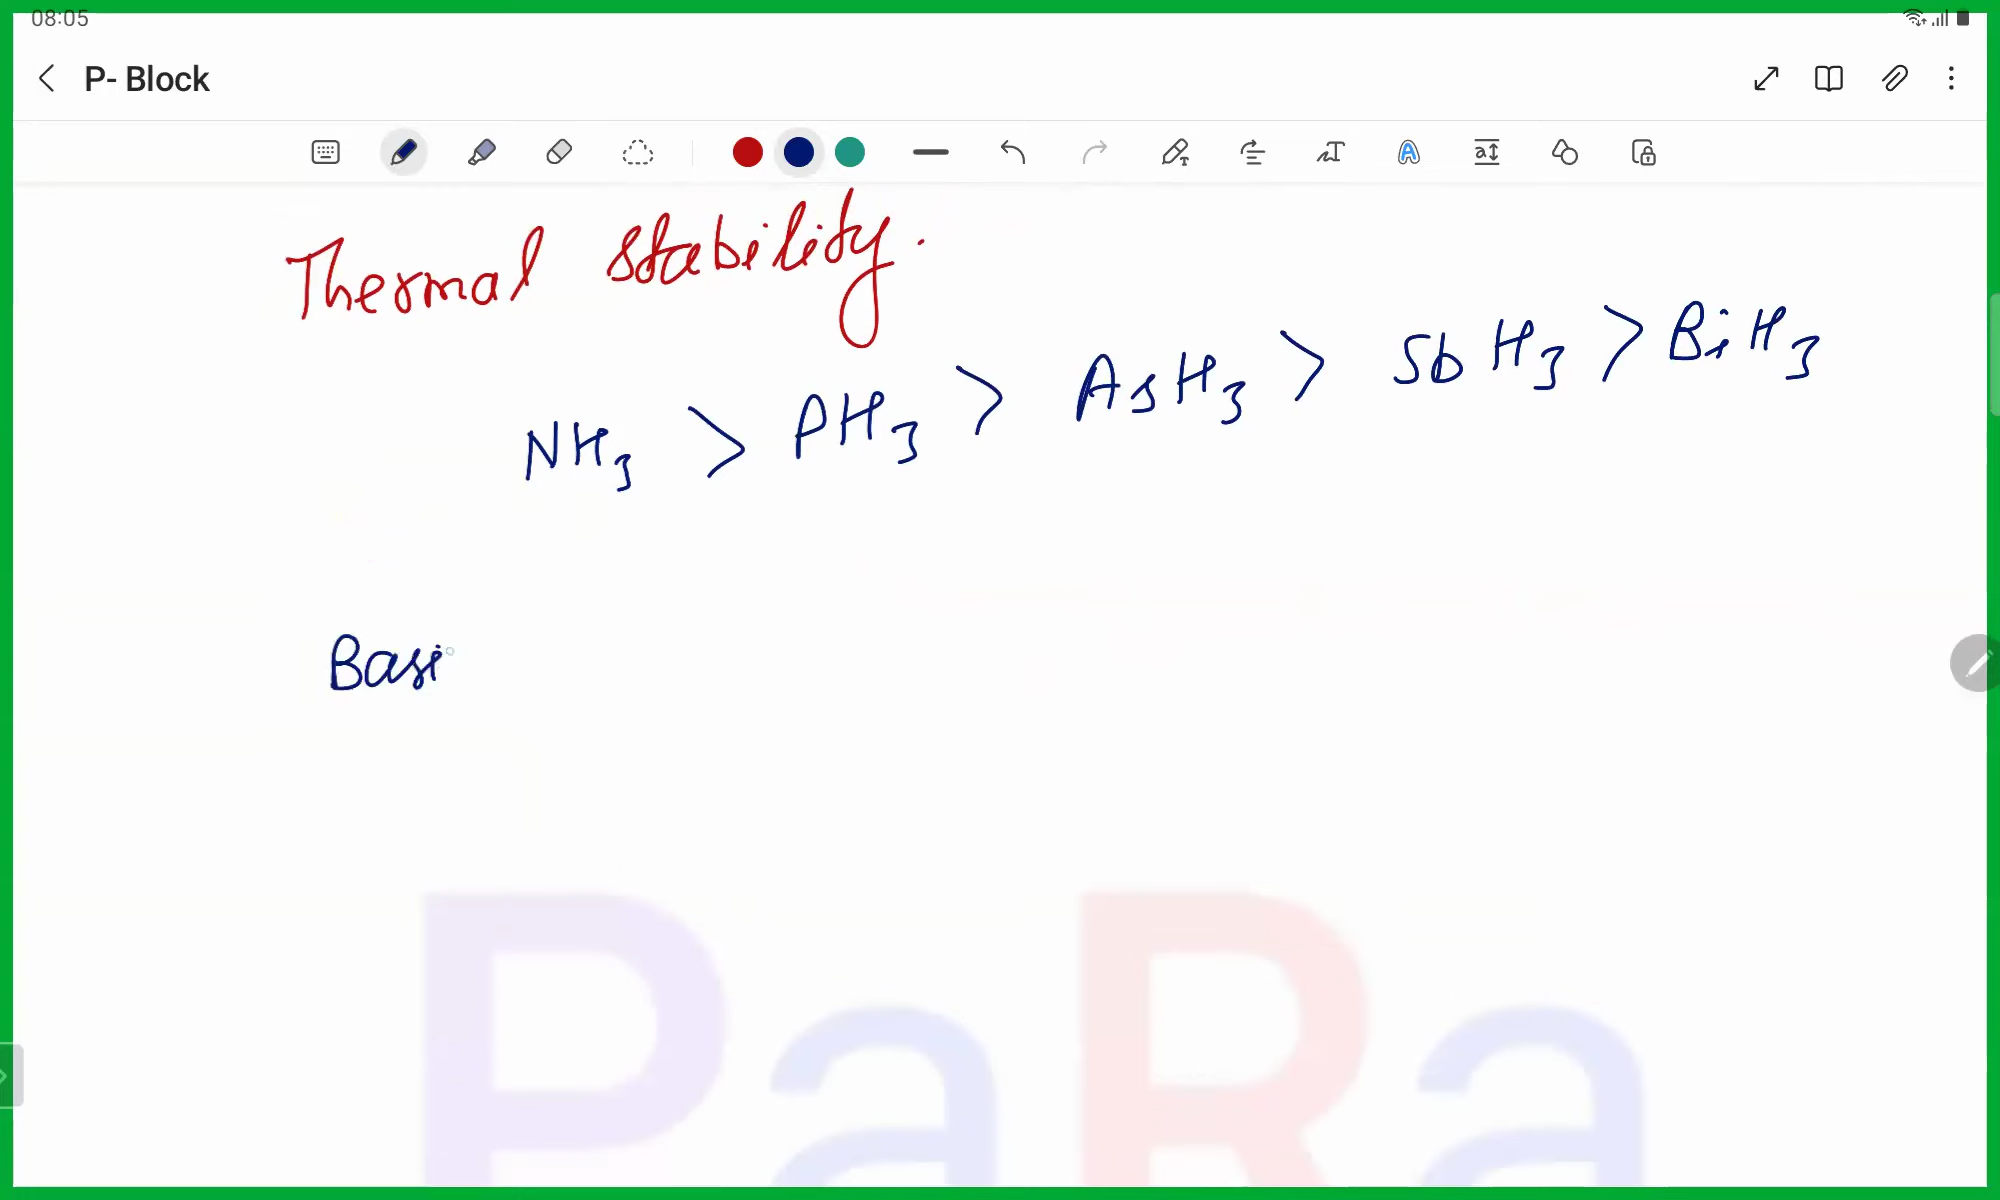 08:05
P- Block
Thermal stability.
NH₃ > PH₃ > AsH₃ > SbH₃ > BiH₃
Basi
PaRa